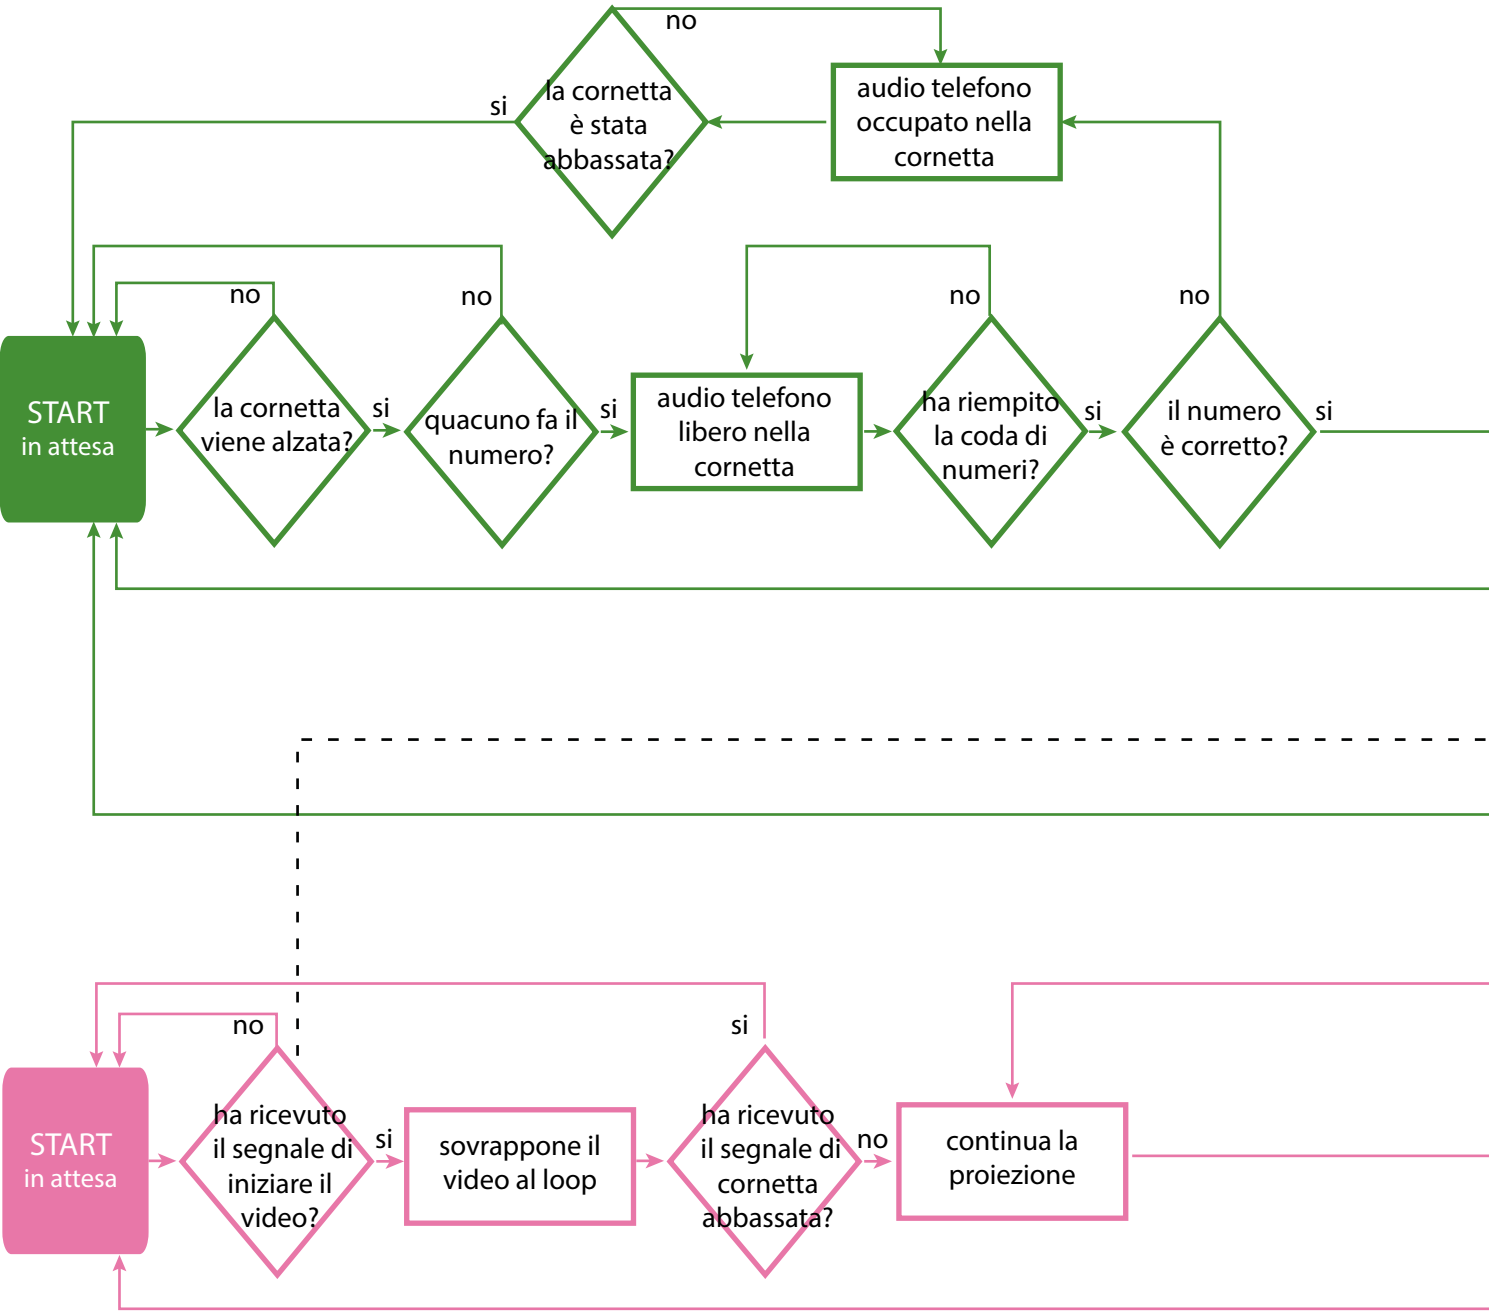 no
la cornetta
è stata
abbassata?
si
audio telefono
occupato nella
cornetta
no
no
no
no
START
in attesa
la cornetta
viene alzata?
si
quacuno fa il
numero?
si
audio telefono
libero nella
cornetta
ha riempito
la coda di
numeri?
si
il numero
è corretto?
si
no
si
START
in attesa
ha ricevuto
il segnale di
iniziare il
video?
si
sovrappone il
video al loop
ha ricevuto
il segnale di
cornetta
abbassata?
no
continua la
proiezione